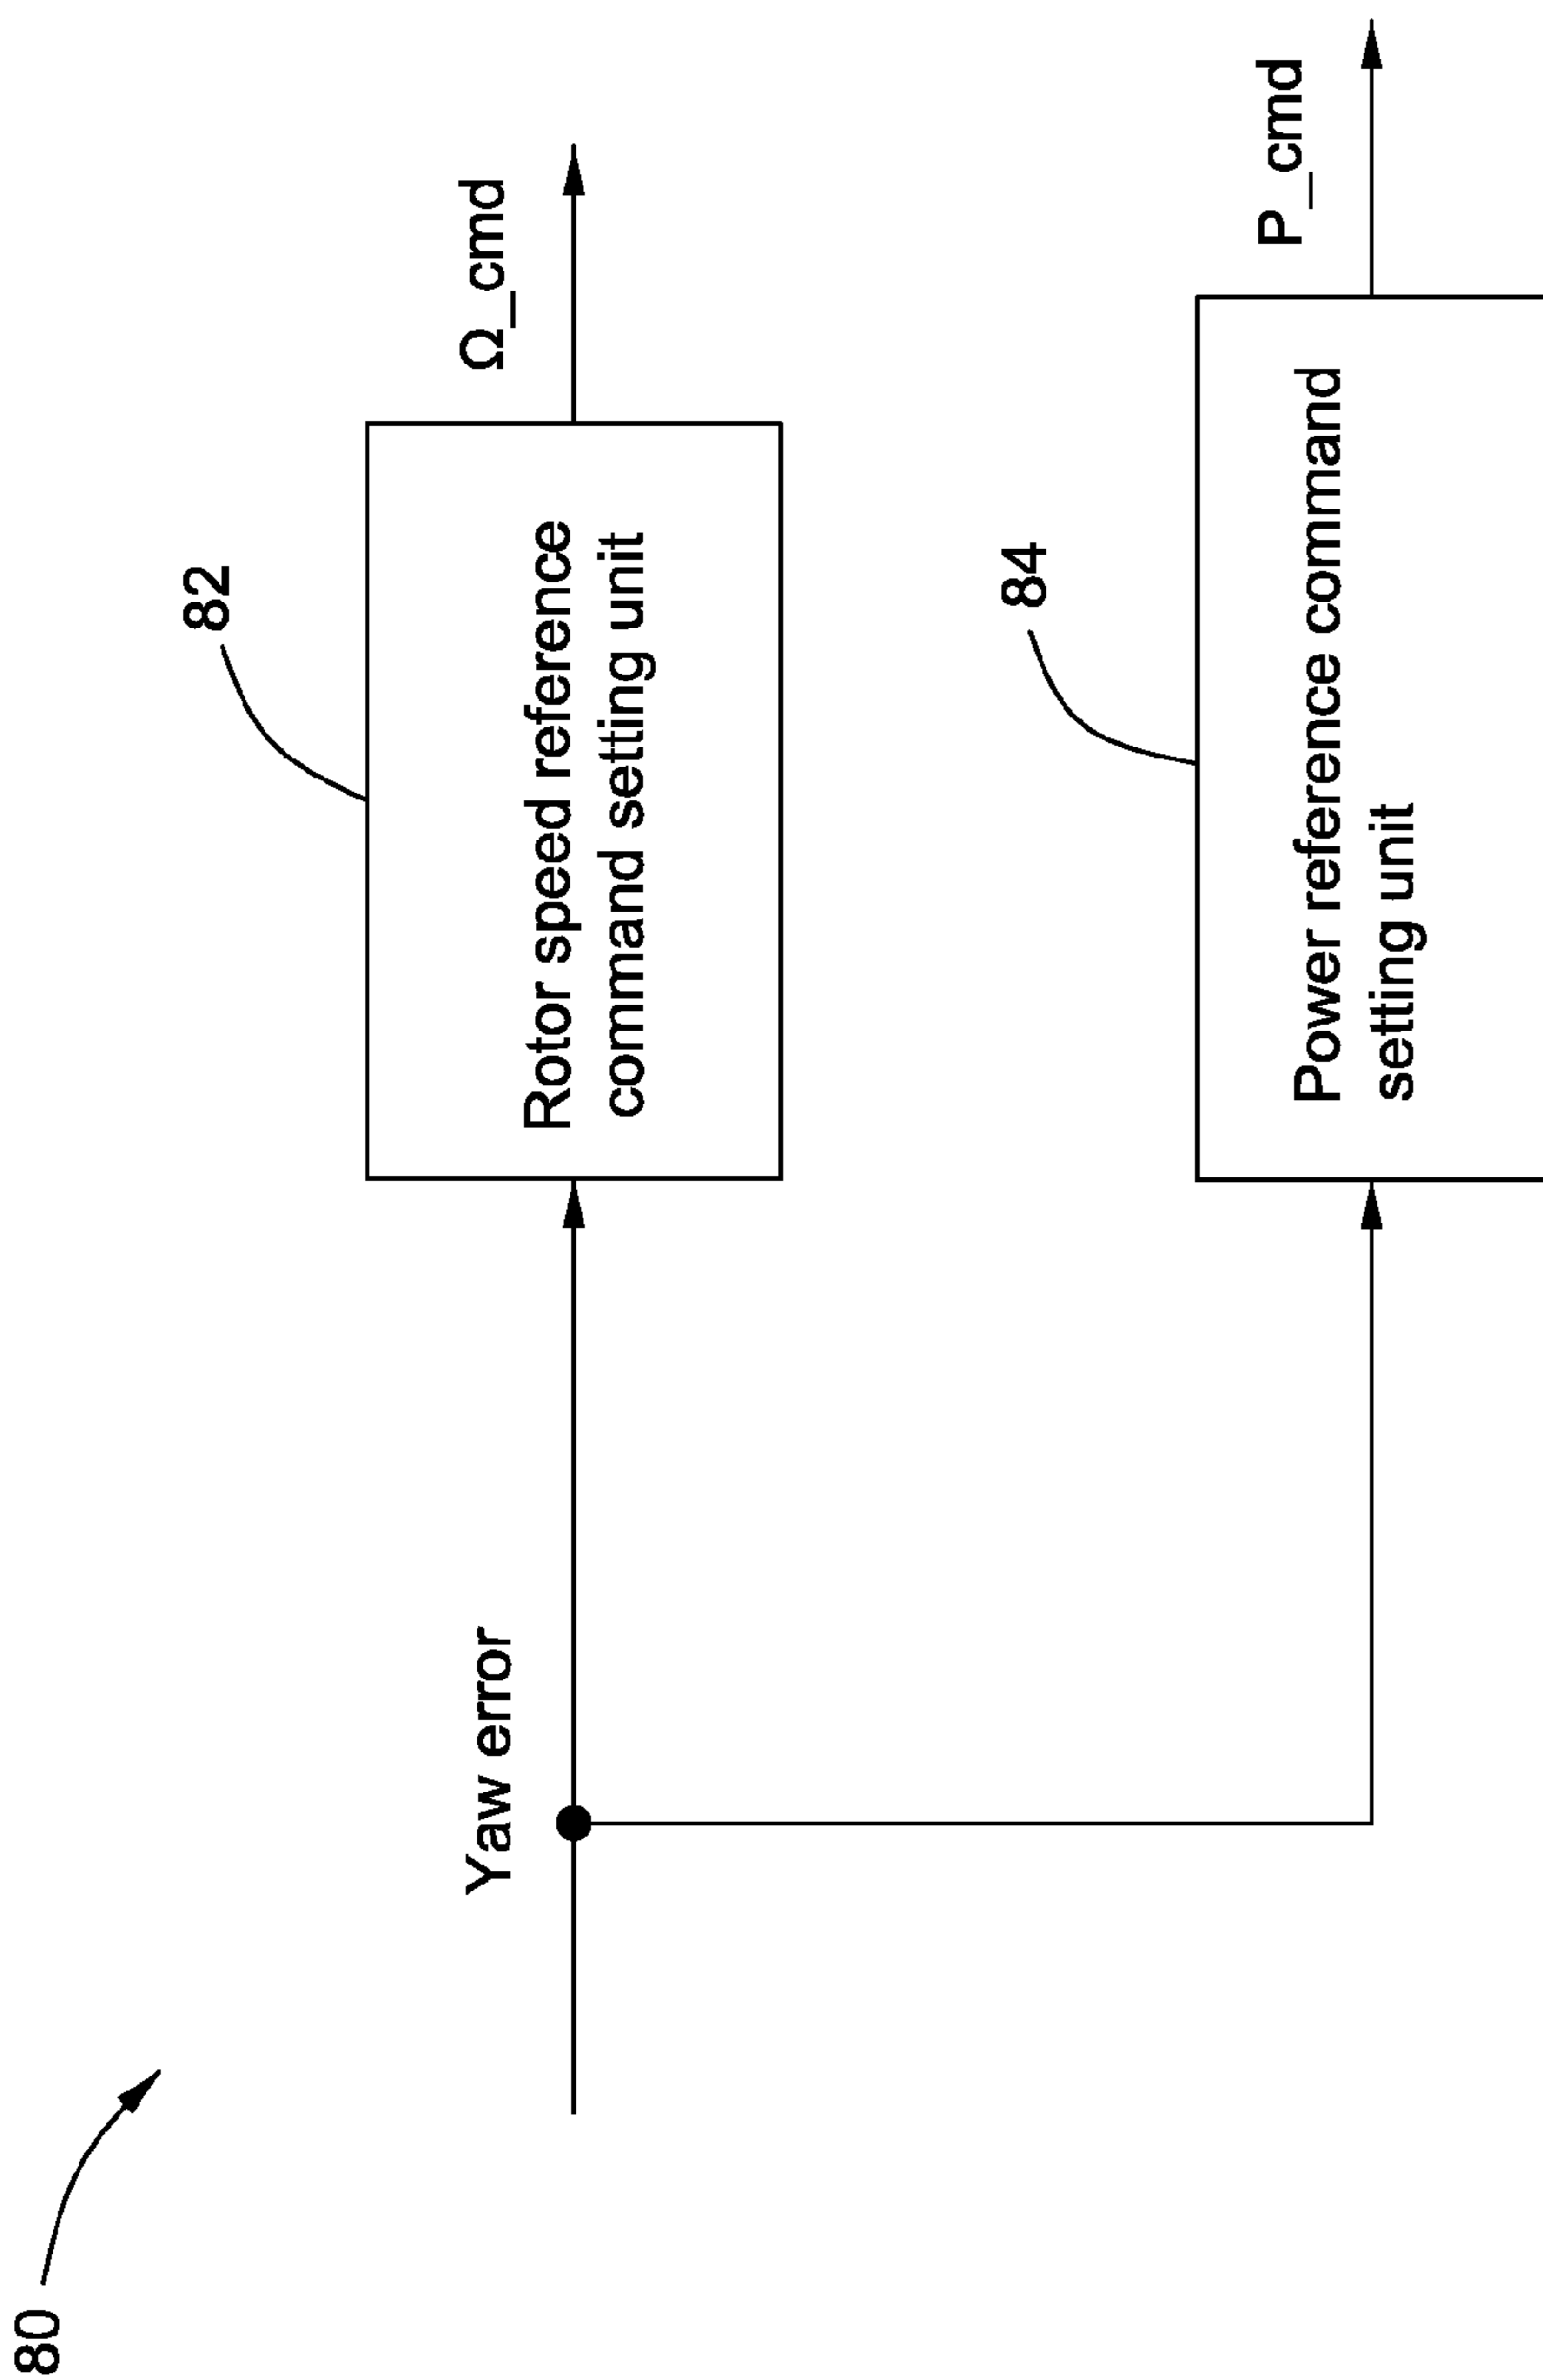 80
82
Yaw error
Rotor speed reference
command setting unit
Ω_cmd
84
Power reference command
setting unit
P_cmd